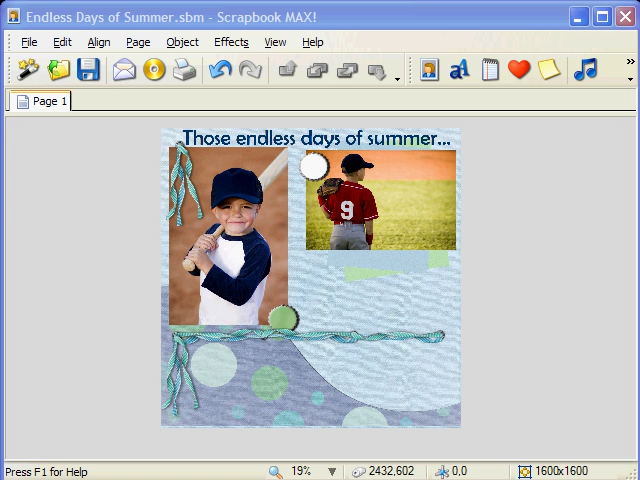 Endless Days of Summer.sbm - Scrapbook MAX!
File Edit Align Page Object Effects View Help
Page 1
Those endless days of summer...
9
Press F1 for Help 19% 2432,602 0,0 1600x1600